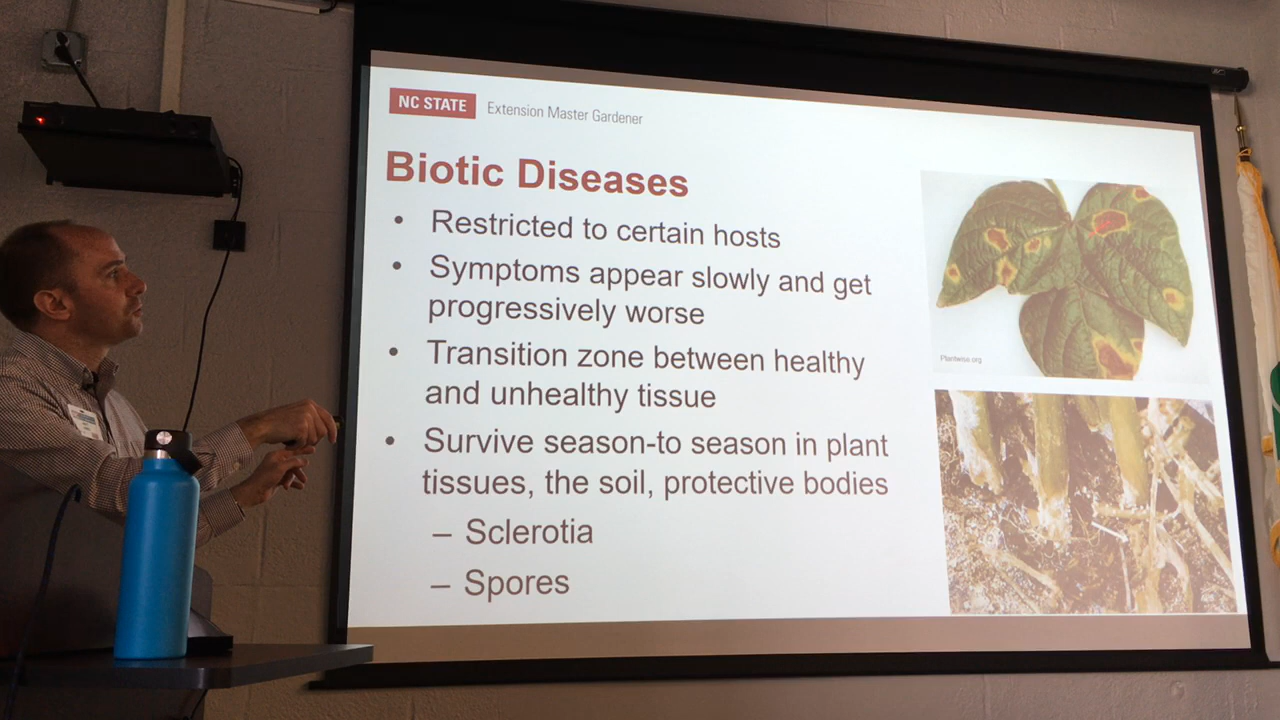 NC STATE Extension Master Gardener
Biotic Diseases
• Restricted to certain hosts
• Symptoms appear slowly and get
progressively worse
• Transition zone between healthy
and unhealthy tissue
• Survive season-to season in plant
tissues, the soil, protective bodies
– Sclerotia
– Spores
Plantwise.org